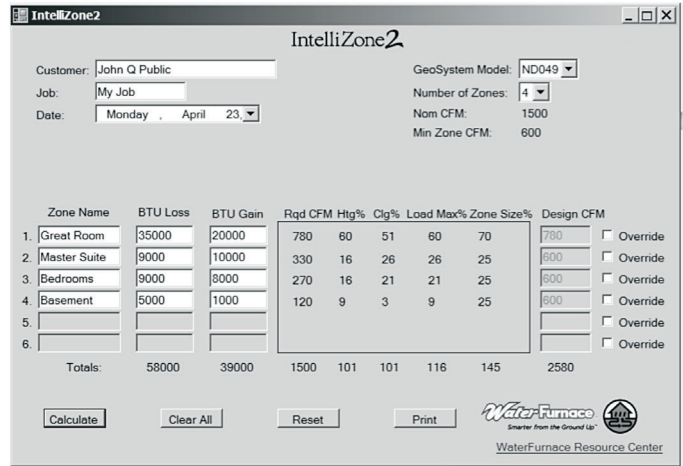 IntelliZone2
IntelliZone2
Customer: John Q Public GeoSystem Model: ND049
Job: My Job Number of Zones: 4
Date: Monday , April 23, Nom CFM: 1500
Min Zone CFM: 600
Zone Name BTU Loss BTU Gain Rqd CFM Htg% Clg% Load Max% Zone Size% Design CFM
1. Great Room 35000 20000 780 60 51 60 70 780 Override
2. Master Suite 9000 10000 330 16 26 26 25 600 Override
3. Bedrooms 9000 8000 270 16 21 21 25 600 Override
4. Basement 5000 1000 120 9 3 9 25 600 Override
5. Override
6. Override
Totals: 58000 39000 1500 101 101 116 145 2580
Calculate Clear All Reset Print WaterFurnace
Smarter from the Ground Up
WaterFurnace Resource Center